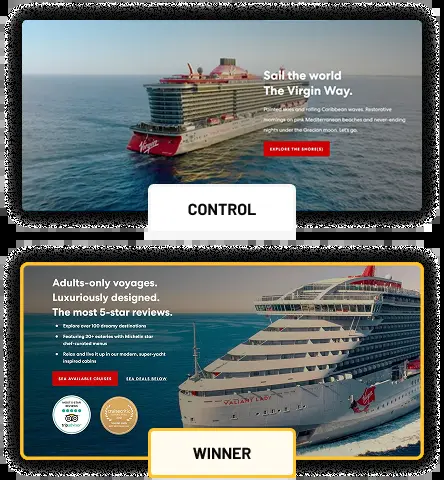 Sail the world
The Virgin Way.
Painted skies and rolling Caribbean waves. Restorative
mornings on pink Mediterranean beaches and never-ending
nights under the Grecian moon. Let's go.
EXPLORE THE SHORE(S)
Virgin
CONTROL
Adults-only voyages.
Luxuriously designed.
The most 5-star reviews.
• Explore over 100 dreamy destinations
• Featuring 20+ eateries with Michelin star
chef-curated menus
• Relax and live it up in our modern, super-yacht
inspired cabins
SEE AVAILABLE CRUISES
SEE DEALS BELOW
REVIEWS
tripadvisor
VALIANT LADY
Virgin
WINNER